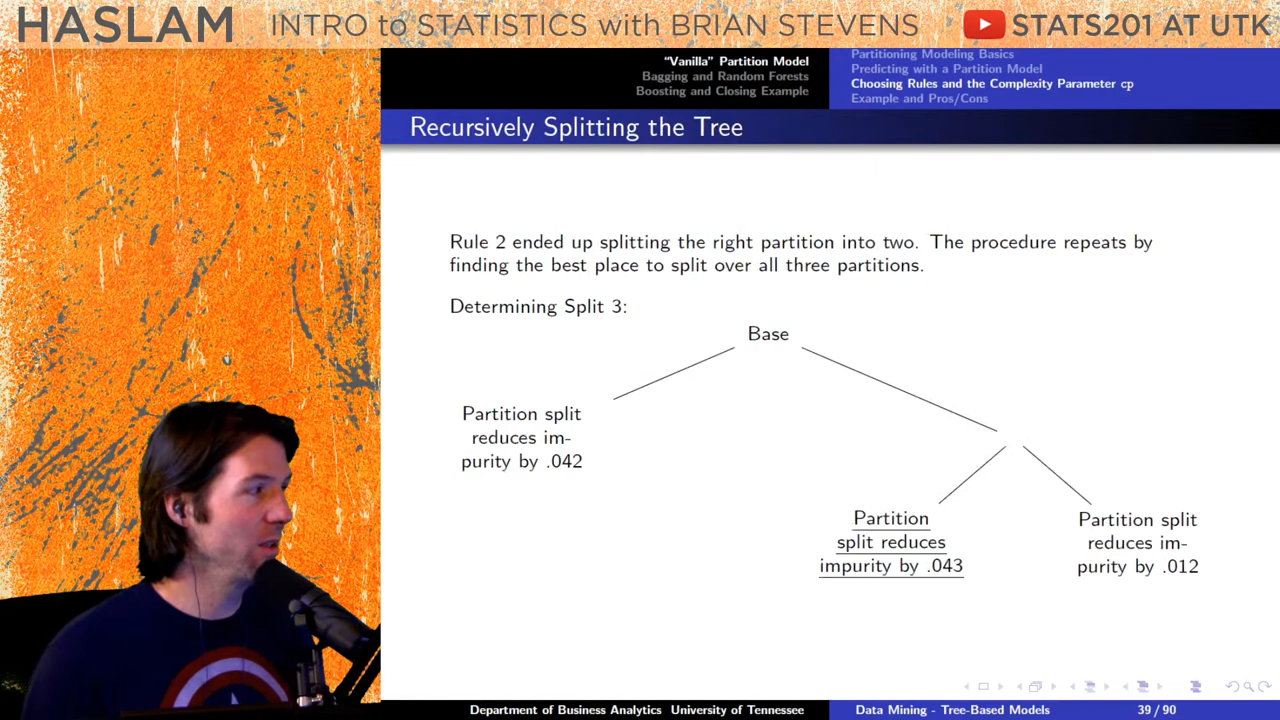 HASLAM INTRO to STATISTICS with BRIAN STEVENS STATS201 AT UTK
"Vanilla" Partition Model
Bagging and Random Forests
Boosting and Closing Example
Partitioning Modeling Basics
Predicting with a Partition Model
Choosing Rules and the Complexity Parameter cp
Example and Pros/Cons
Recursively Splitting the Tree
Rule 2 ended up splitting the right partition into two. The procedure repeats by
finding the best place to split over all three partitions.
Determining Split 3:
Base
Partition split
reduces im-
purity by .042
Partition
split reduces
impurity by .043
Partition split
reduces im-
purity by .012
Department of Business Analytics University of Tennessee
Data Mining - Tree-Based Models
39 / 90